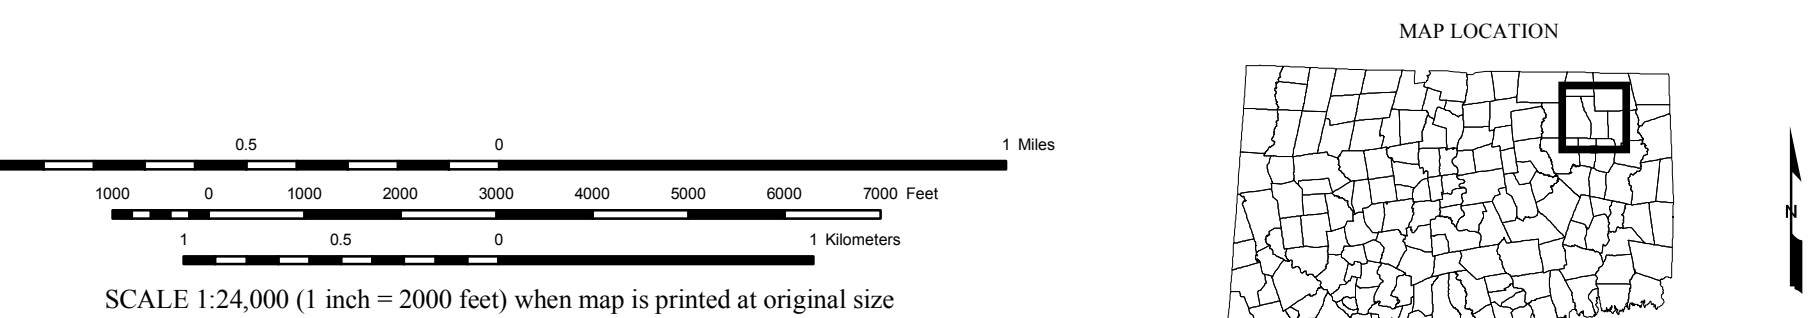 MAP LOCATION
0.5 0 1 Miles
1000 0 1000 2000 3000 4000 5000 6000 7000 Feet
1 0.5 0 1 Kilometers
SCALE 1:24,000 (1 inch = 2000 feet) when map is printed at original size
N